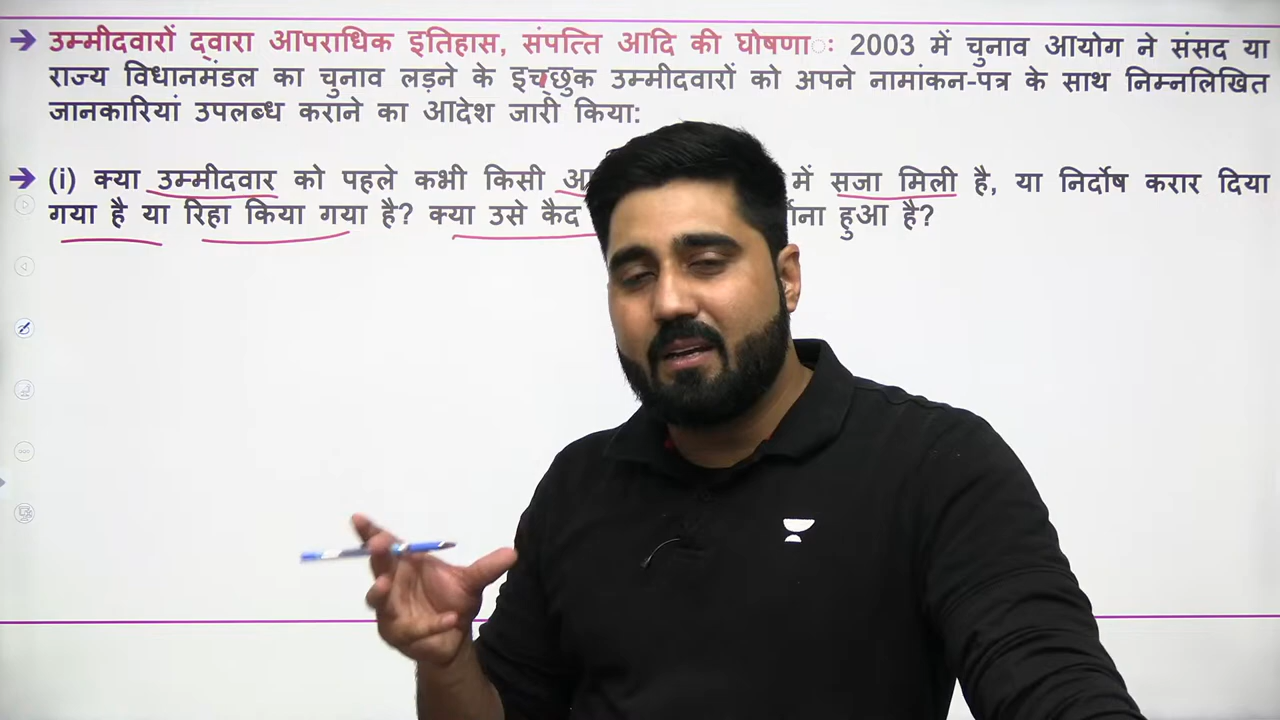 उम्मीदवारों द्वारा आपराधिक इतिहास, संपत्ति आदि की घोषणाः 2003 में चुनाव आयोग ने संसद या
राज्य विधानमंडल का चुनाव लड़ने के इच्छुक उम्मीदवारों को अपने नामांकन-पत्र के साथ निम्नलिखित
जानकारियां उपलब्ध कराने का आदेश जारी किया:
(i) क्या उम्मीदवार को पहले कभी किसी में सजा मिली है, या निर्दोष करार दिया
गया है या रिहा किया गया है? क्या उसे कैद हुआ है?